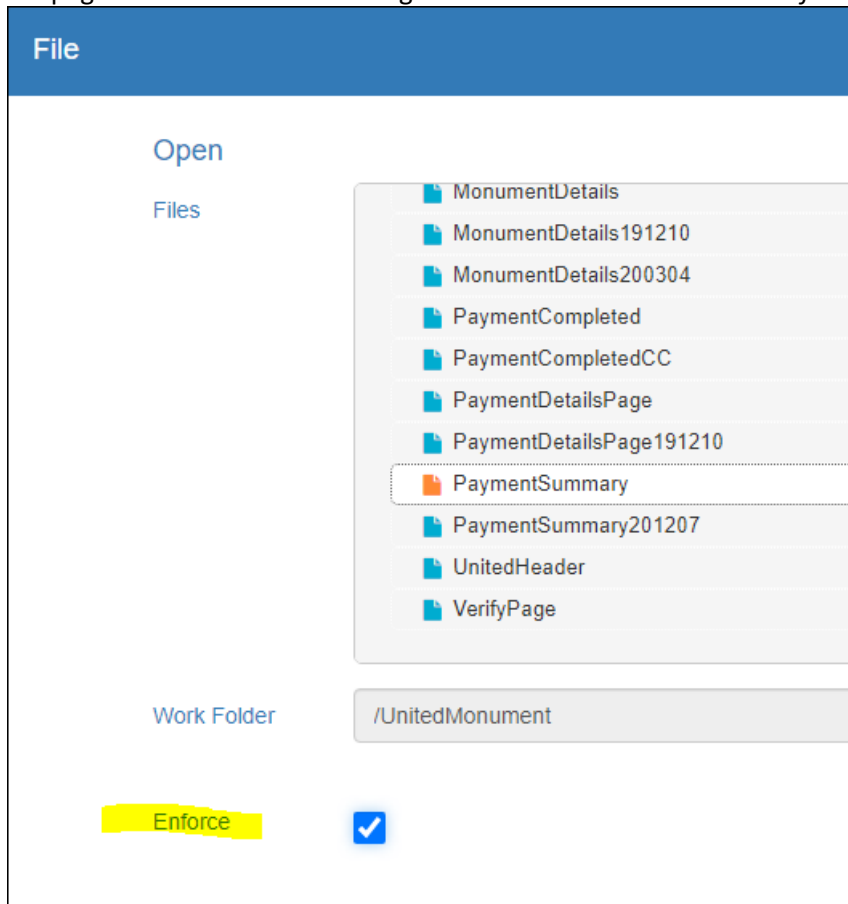 File
Open
Files
MonumentDetails
MonumentDetails191210
MonumentDetails200304
PaymentCompleted
PaymentCompletedCC
PaymentDetailsPage
PaymentDetailsPage191210
PaymentSummary
PaymentSummary201207
UnitedHeader
VerifyPage
Work Folder
/UnitedMonument
Enforce